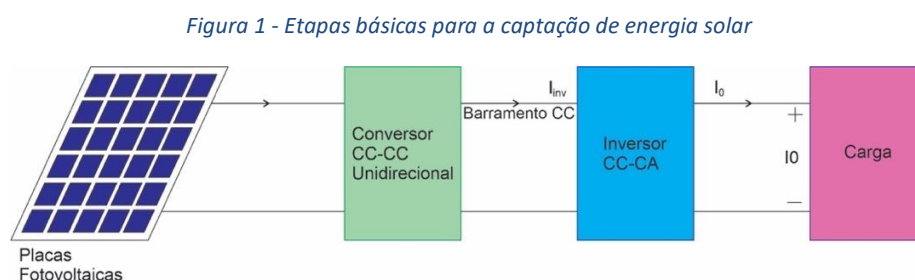 Figura 1 - Etapas básicas para a captação de energia solar
Placas
Fotovoltaicas
Conversor
CC-CC
Unidirecional
Iinv
Barramento CC
Inversor
CC-CA
I0
+
I0
—
Carga